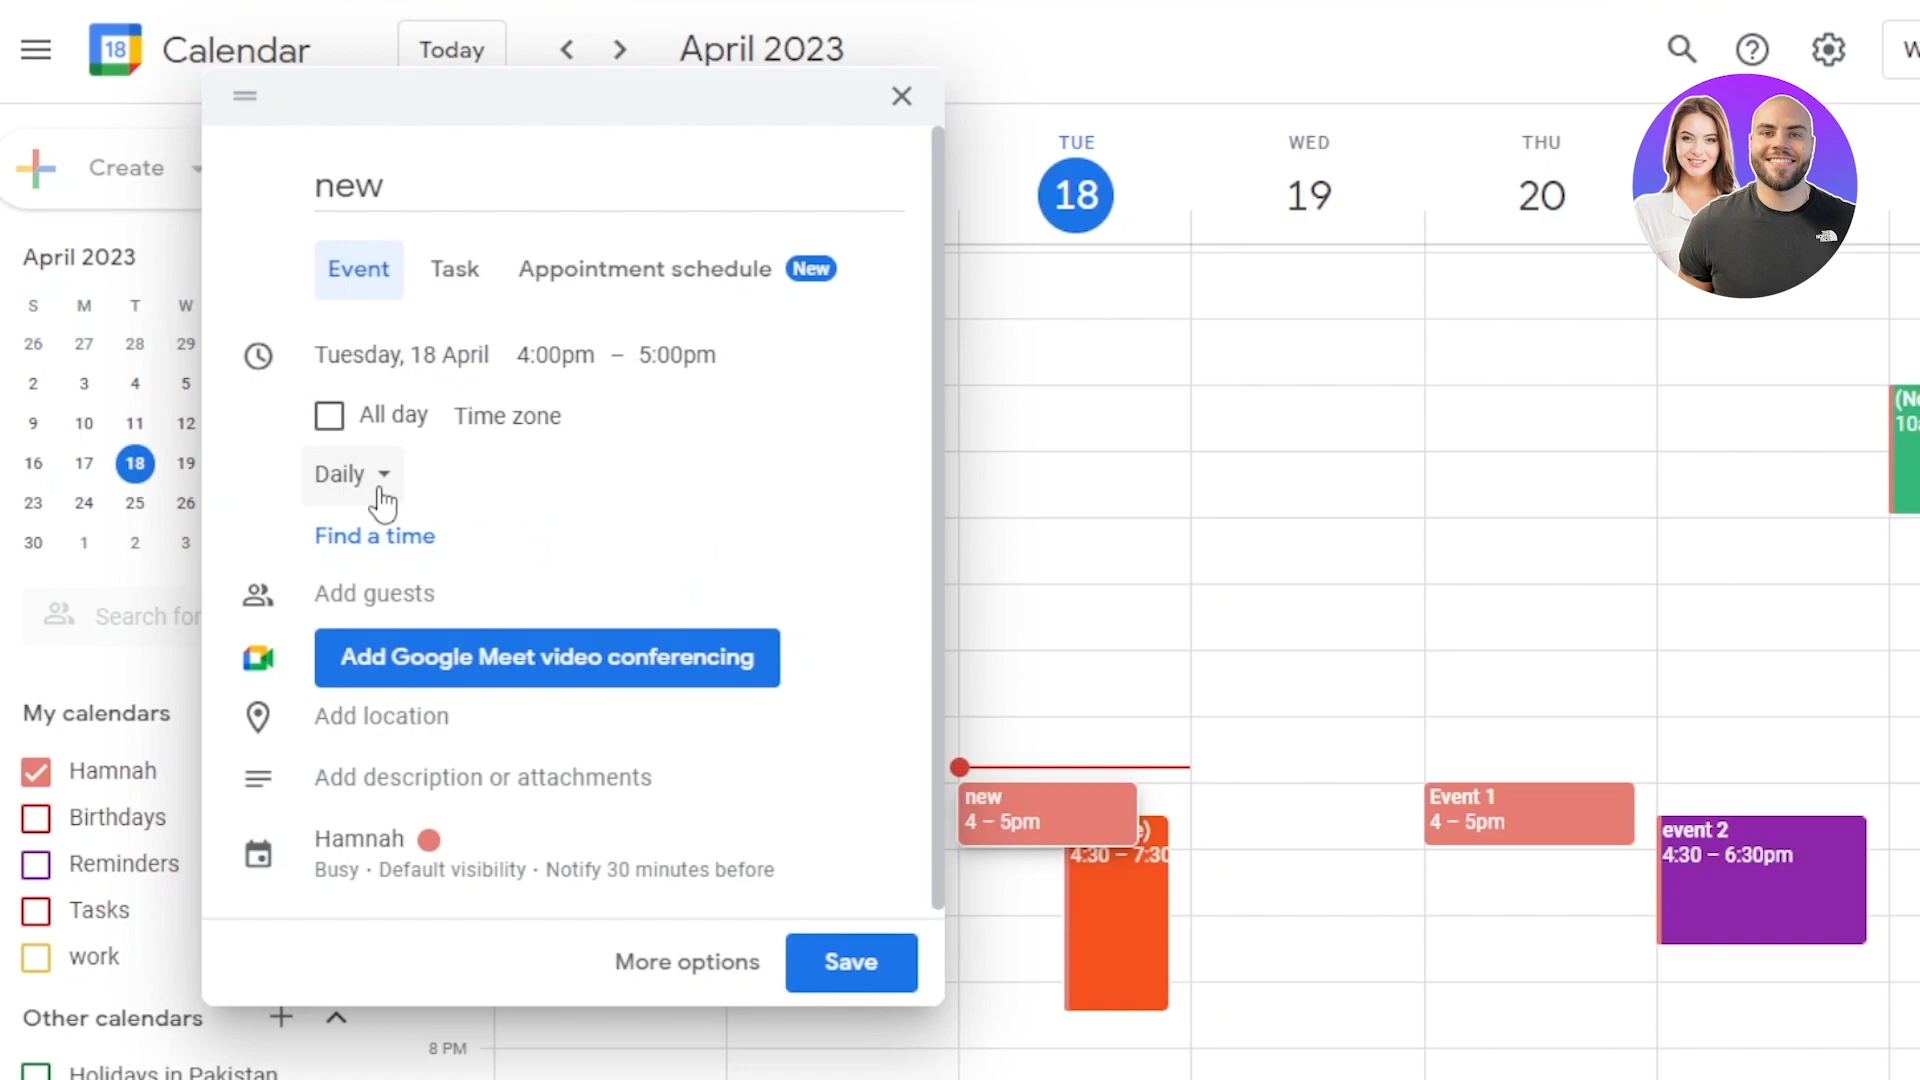 18 Calendar Today April 2023
Create
April 2023
S M T W
26 27 28 29
2 3 4 5
9 10 11 12
16 17 18 19
23 24 25 26
30 1 2 3
Search for
My calendars
Hamnah
Birthdays
Reminders
Tasks
work
Other calendars
Holidays in Pakistan
new
Event Task Appointment schedule New
Tuesday, 18 April 4:00pm – 5:00pm
All day Time zone
Daily
Find a time
Add guests
Add Google Meet video conferencing
Add location
Add description or attachments
Hamnah
Busy · Default visibility · Notify 30 minutes before
More options Save
TUE WED THU
18 19 20
new
4 – 5pm
4:30 – 7:30
Event 1
4 – 5pm
event 2
4:30 – 6:30pm
8 PM